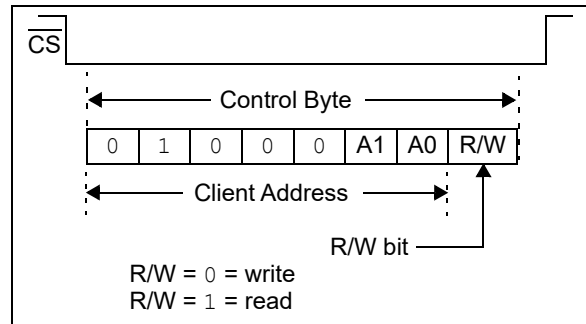 CS
Control Byte
0 1 0 0 0 A1 A0 R/W
Client Address
R/W bit
R/W = 0 = write
R/W = 1 = read